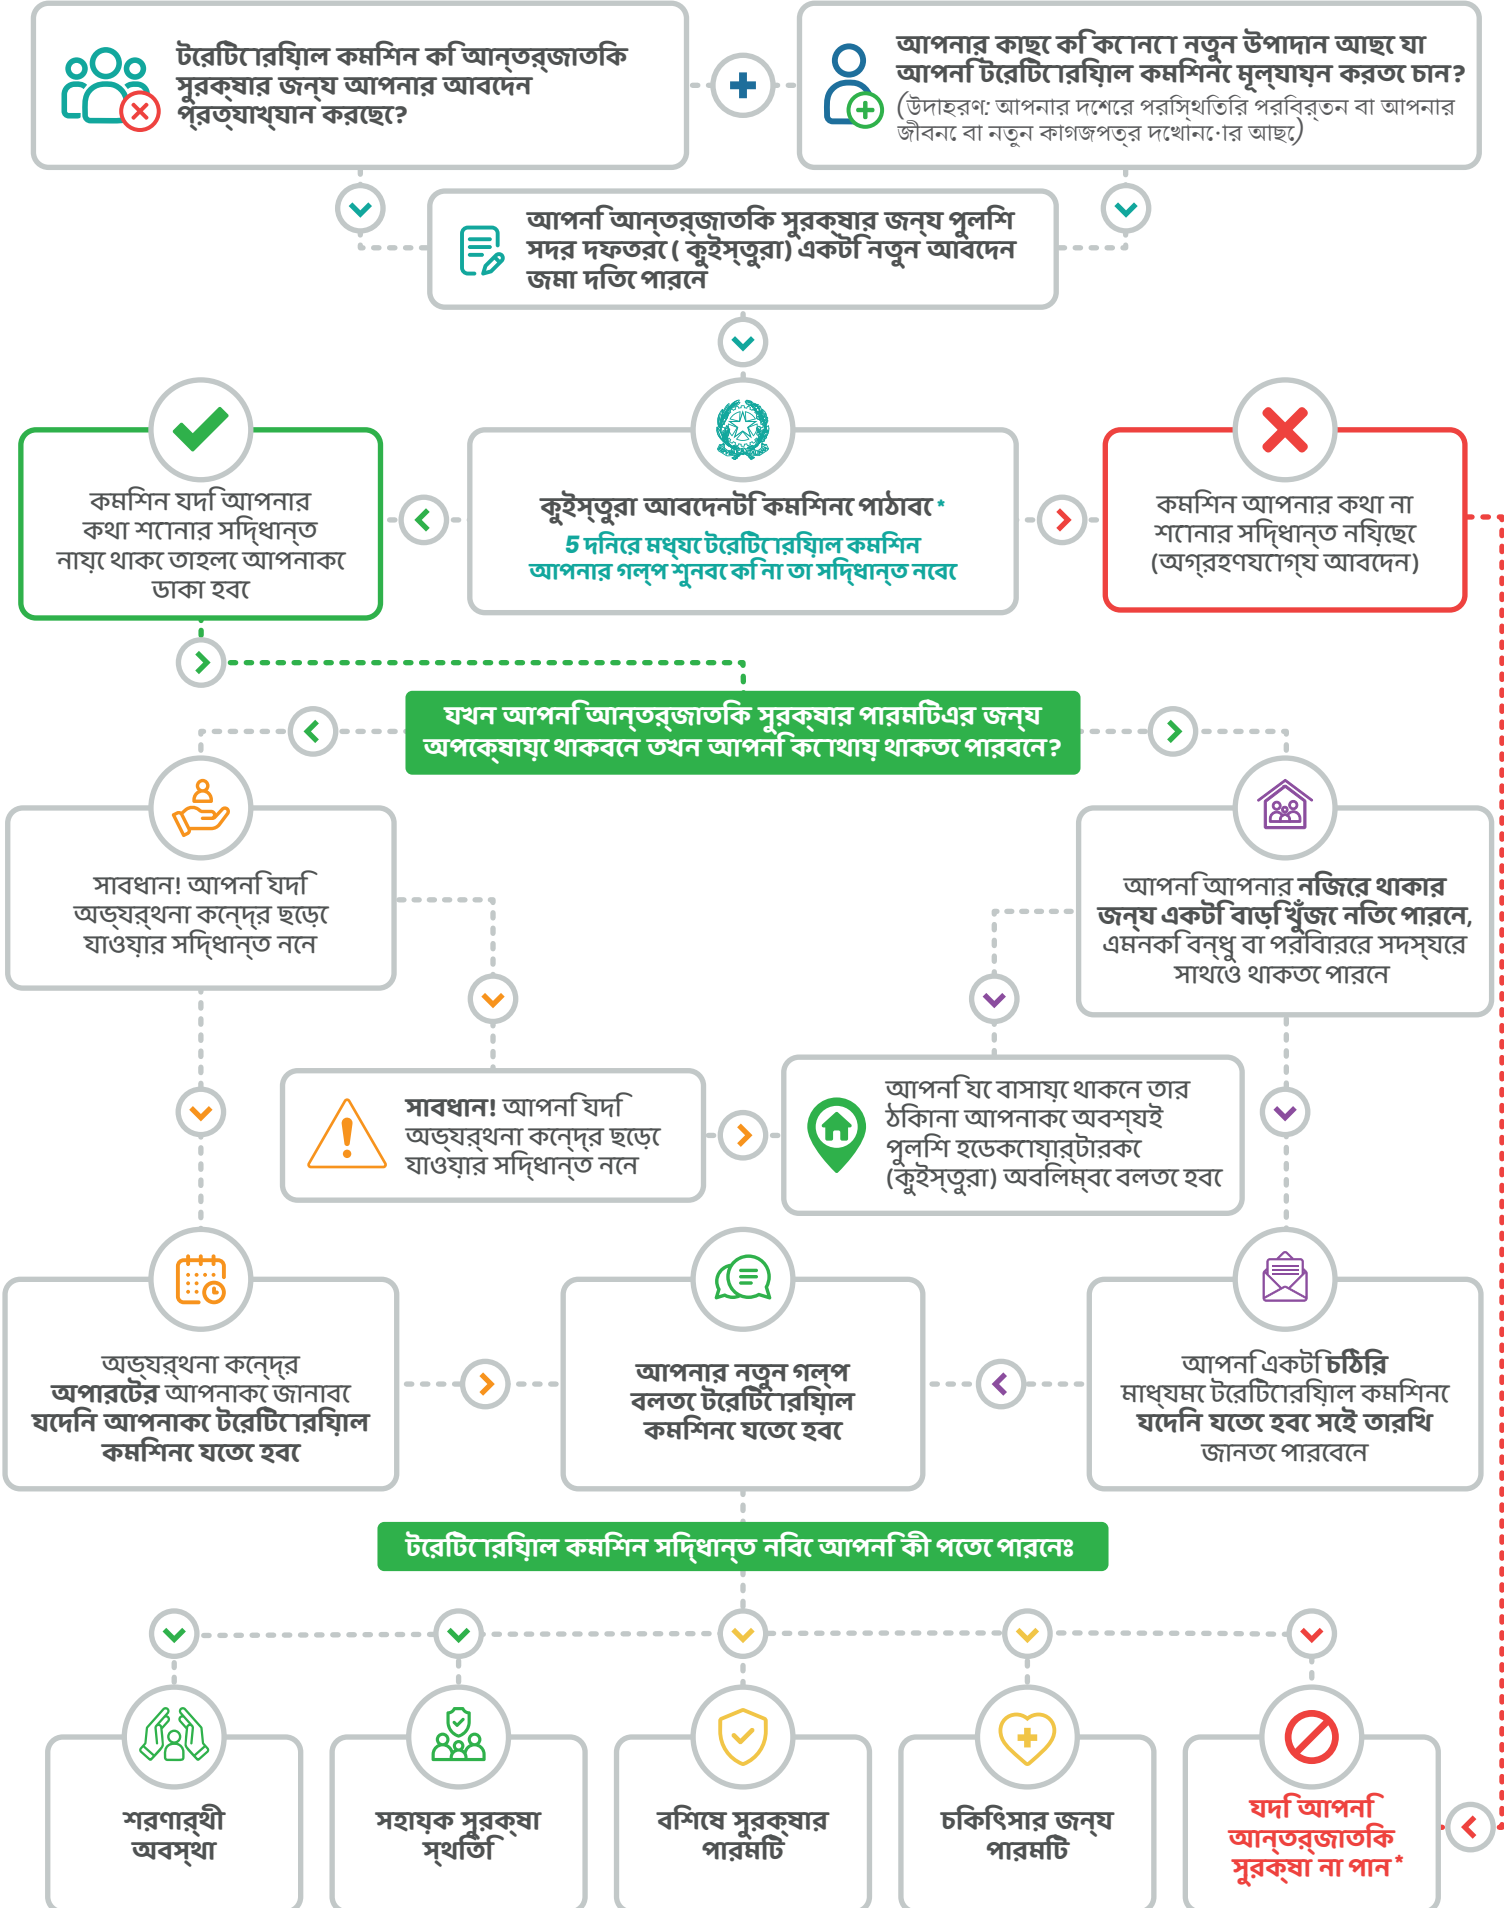 টেরিটোরিয়াল কমিশন কি আন্তর্জাতিক
সুরক্ষার জন্য আপনার আবেদন
প্রত্যাখ্যান করেছে?
আপনার কাছে কি কোনো নতুন উপাদান আছে যা
আপনি টেরিটোরিয়াল কমিশনে মূল্যায়ন করতে চান?
(উদাহরণ: আপনার দেশের পরিস্থিতির পরিবর্তন বা আপনার
জীবনে বা নতুন কাগজপত্র দেখানোর আছে)
আপনি আন্তর্জাতিক সুরক্ষার জন্য পুলিশ
সদর দফতরে ( কুইস্তুরা) একটি নতুন আবেদন
জমা দিতে পারেন
কমিশন যদি আপনার
কথা শোনার সিদ্ধান্ত
নিয়ে থাকে তাহলে আপনাকে
ডাকা হবে
কুইস্তুরা আবেদনটি কমিশনে পাঠাবে *
5 দিনের মধ্যে টেরিটোরিয়াল কমিশন
আপনার গল্প শুনবে কি না তা সিদ্ধান্ত নেবে
কমিশন আপনার কথা না
শোনার সিদ্ধান্ত নিয়েছে
(অগ্রহণযোগ্য আবেদন)
যখন আপনি আন্তর্জাতিক সুরক্ষার পারমিটএর জন্য
অপেক্ষায় থাকবেন তখন আপনি কোথায় থাকতে পারবেন?
সাবধান! আপনি যদি
অভ্যর্থনা কেন্দ্র ছেড়ে
যাওয়ার সিদ্ধান্ত নেন
আপনি আপনার নিজের থাকার
জন্য একটি বাড়ি খুঁজে নিতে পারেন,
এমনকি বন্ধু বা পরিবারের সদস্যের
সাথেও থাকতে পারেন
সাবধান! আপনি যদি
অভ্যর্থনা কেন্দ্র ছেড়ে
যাওয়ার সিদ্ধান্ত নেন
আপনি যে বাসায় থাকেন তার
ঠিকানা আপনাকে অবশ্যই
পুলিশ হেডকোয়ার্টারকে
(কুইস্তুরা) অবিলম্বে বলতে হবে
অভ্যর্থনা কেন্দ্র
অপারেটর আপনাকে জানাবে
যেদিন আপনাকে টেরিটোরিয়াল
কমিশনে যেতে হবে
আপনার নতুন গল্প
বলতে টেরিটোরিয়াল
কমিশনে যেতে হবে
আপনি একটি চিঠির
মাধ্যমে টেরিটোরিয়াল কমিশনে
যেদিন যেতে হবে সেই তারিখ
জানতে পারবেন
টেরিটোরিয়াল কমিশন সিদ্ধান্ত নিবে আপনি কী পেতে পারেনঃ
শরণার্থী
অবস্থা
সহায়ক সুরক্ষা
স্থিতি
বিশেষ সুরক্ষার
পারমিট
চিকিৎসার জন্য
পারমিট
যদি আপনি
আন্তর্জাতিক
সুরক্ষা না পান *